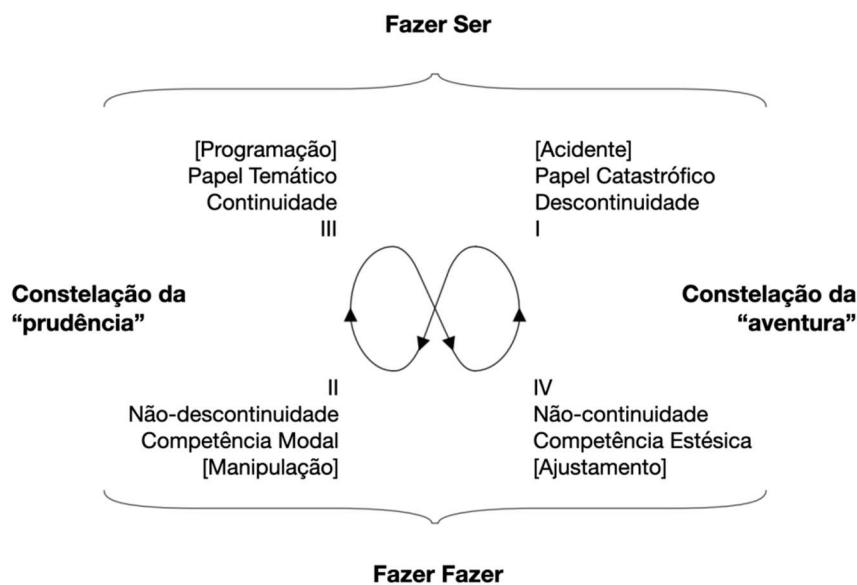 Fazer Ser
[Programação]
Papel Temático
Continuidade
III
[Acidente]
Papel Catastrófico
Descontinuidade
I
Constelação da
“prudência”
Constelação da
“aventura”
II
Não-descontinuidade
Competência Modal
[Manipulação]
IV
Não-continuidade
Competência Estésica
[Ajustamento]
Fazer Fazer